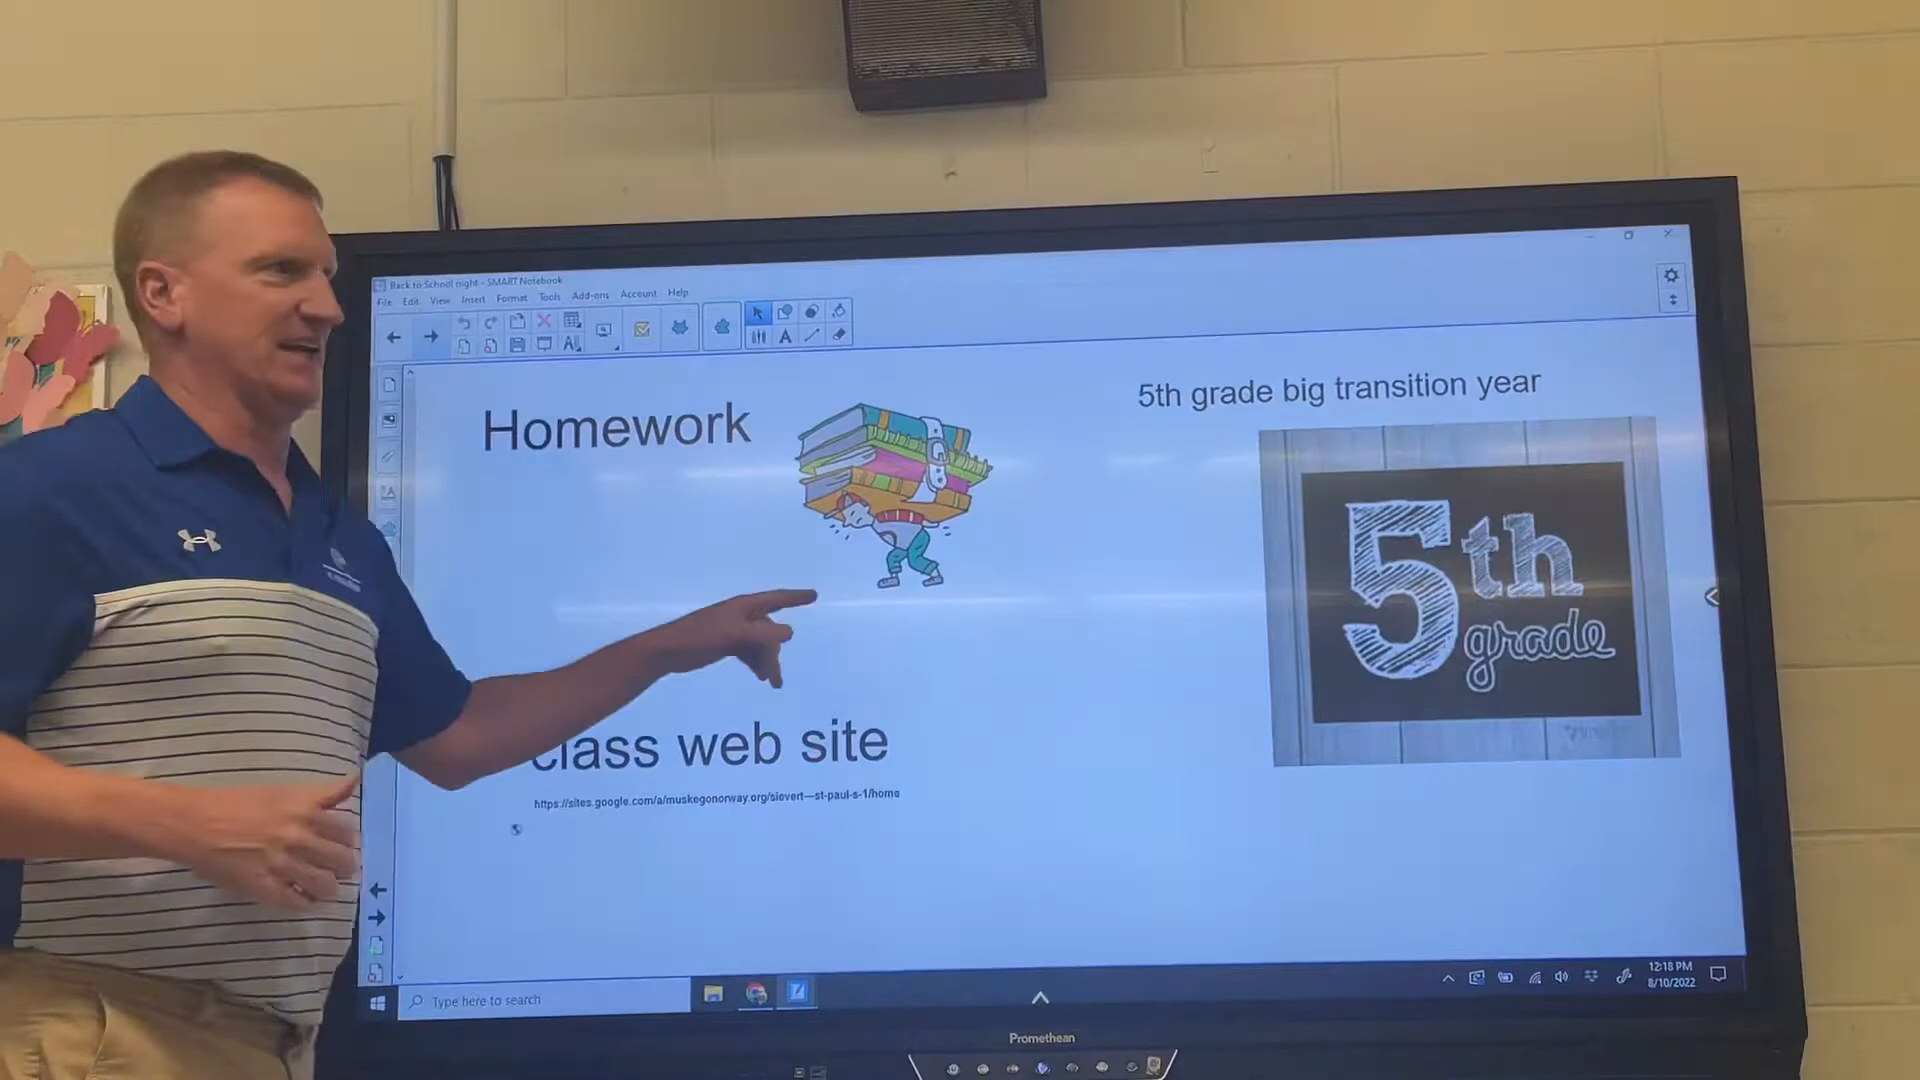 Back to School night - SMART Notebook
File Edit View Insert Format Tools Add-ons Account Help
Homework
5th grade big transition year
5th
grade
class web site
https://sites.google.com/a/muskegonorway.org/sievert---st-paul-s-1/home
Type here to search
12:18 PM
8/10/2022
Promethean